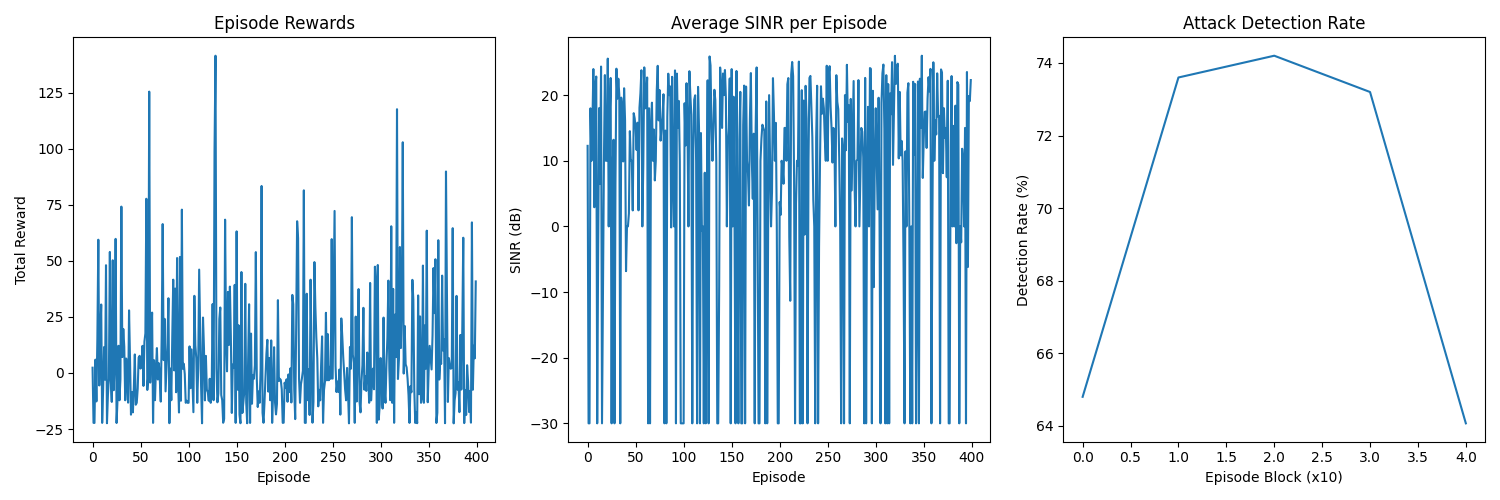 Episode Rewards
Total Reward
125
100
75
50
25
0
−25
0 50 100 150 200 250 300 350 400
Episode
Average SINR per Episode
SINR (dB)
20
10
0
−10
−20
−30
0 50 100 150 200 250 300 350 400
Episode
Attack Detection Rate
Detection Rate (%)
74
72
70
68
66
64
0.0 0.5 1.0 1.5 2.0 2.5 3.0 3.5 4.0
Episode Block (x10)